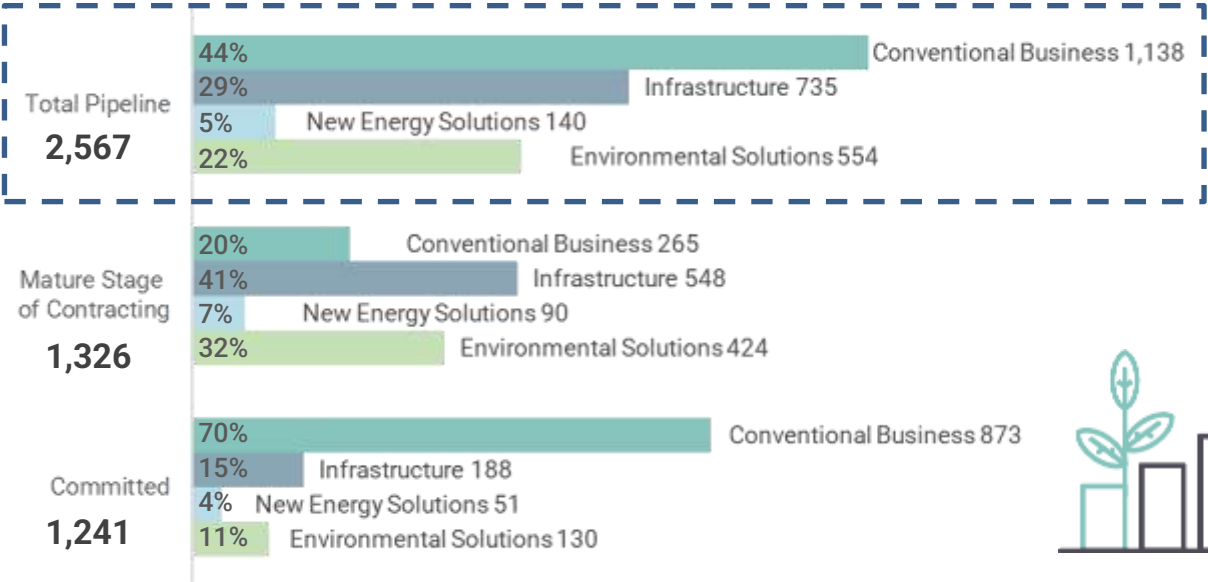 44% Conventional Business 1,138
29% Infrastructure 735
Total Pipeline
5% New Energy Solutions 140
2,567
22% Environmental Solutions 554
20% Conventional Business 265
Mature Stage
41% Infrastructure 548
of Contracting
7% New Energy Solutions 90
1,326
32% Environmental Solutions 424
70% Conventional Business 873
15% Infrastructure 188
Committed
4% New Energy Solutions 51
1,241
11% Environmental Solutions 130